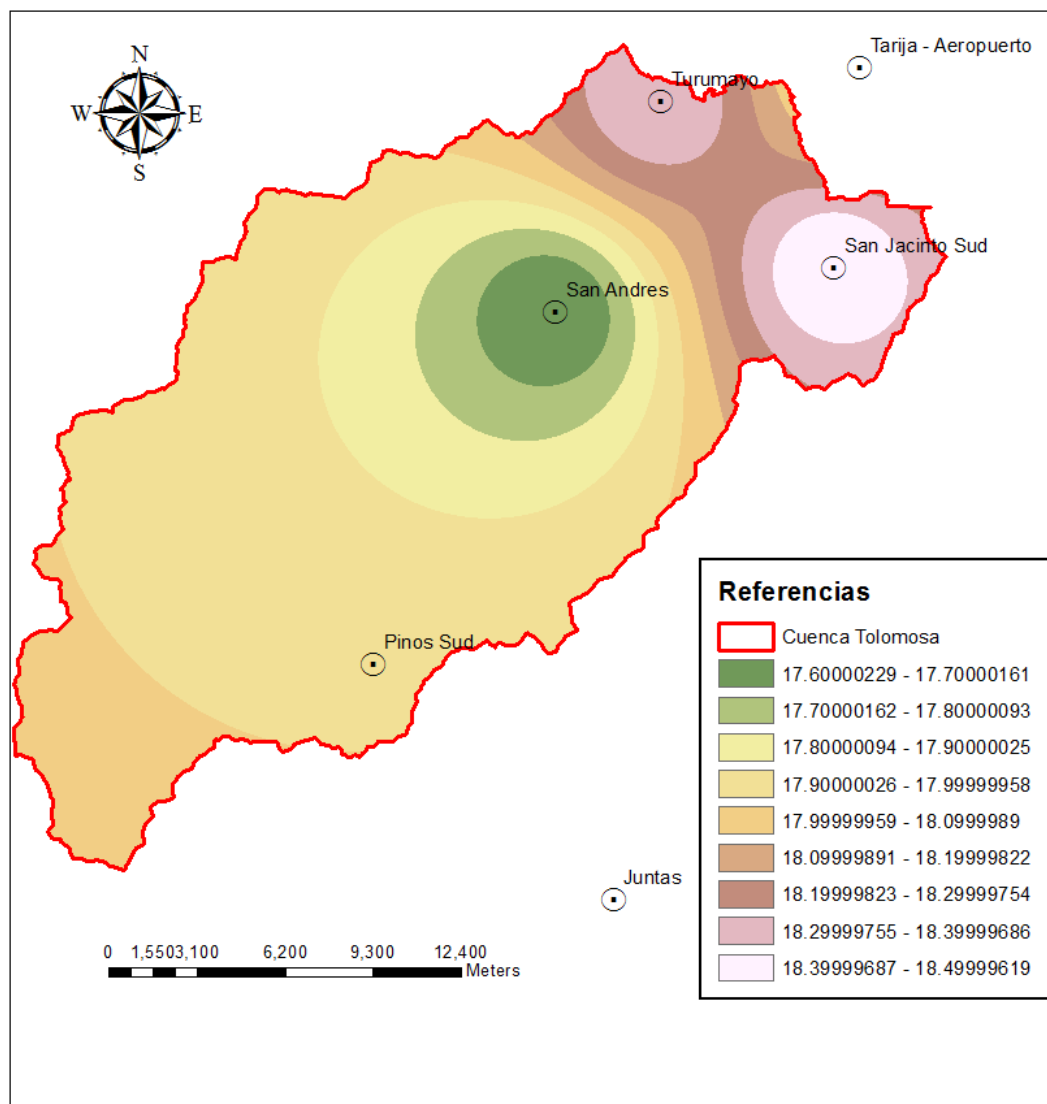 N
W E
S
Tarija - Aeropuerto
Turumayo
San Jacinto Sud
San Andres
Pinos Sud
Juntas
0 1,5503,100 6,200 9,300 12,400
Meters
Referencias
Cuenca Tolomosa
17.60000229 - 17.70000161
17.70000162 - 17.80000093
17.80000094 - 17.90000025
17.90000026 - 17.99999958
17.99999959 - 18.0999989
18.09999891 - 18.19999822
18.19999823 - 18.29999754
18.29999755 - 18.39999686
18.39999687 - 18.49999619